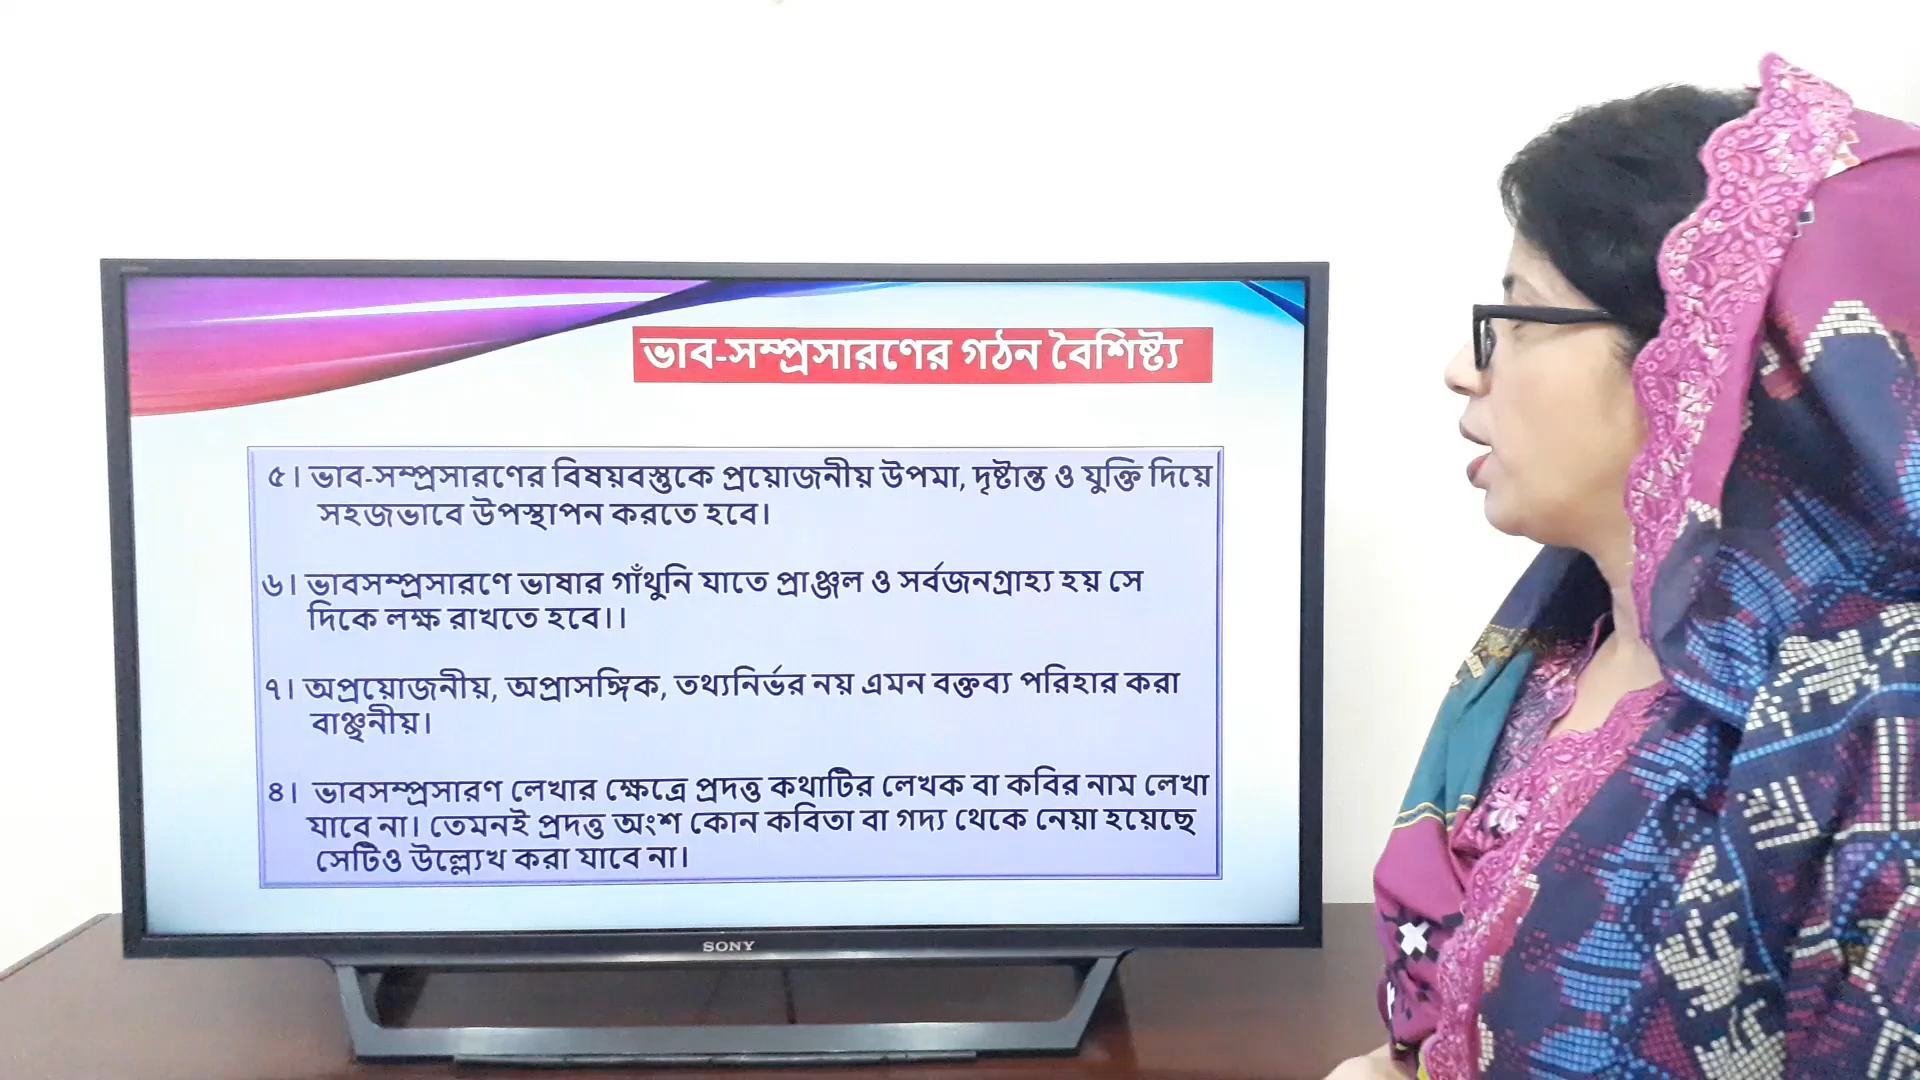 ভাব-সম্প্রসারণের গঠন বৈশিষ্ট্য
৫। ভাব-সম্প্রসারণের বিষয়বস্তুকে প্রয়োজনীয় উপমা, দৃষ্টান্ত ও যুক্তি দিয়ে
সহজভাবে উপস্থাপন করতে হবে।
৬। ভাবসম্প্রসারণে ভাষার গাঁথুনি যাতে প্রাঞ্জল ও সর্বজনগ্রাহ্য হয় সে
দিকে লক্ষ রাখতে হবে।।
৭। অপ্রয়োজনীয়, অপ্রাসঙ্গিক, তথ্যনির্ভর নয় এমন বক্তব্য পরিহার করা
বাঞ্ছনীয়।
৪। ভাবসম্প্রসারণ লেখার ক্ষেত্রে প্রদত্ত কথাটির লেখক বা কবির নাম লেখা
যাবে না। তেমনই প্রদত্ত অংশ কোন কবিতা বা গদ্য থেকে নেয়া হয়েছে
সেটিও উল্ল্যেখ করা যাবে না।
SONY